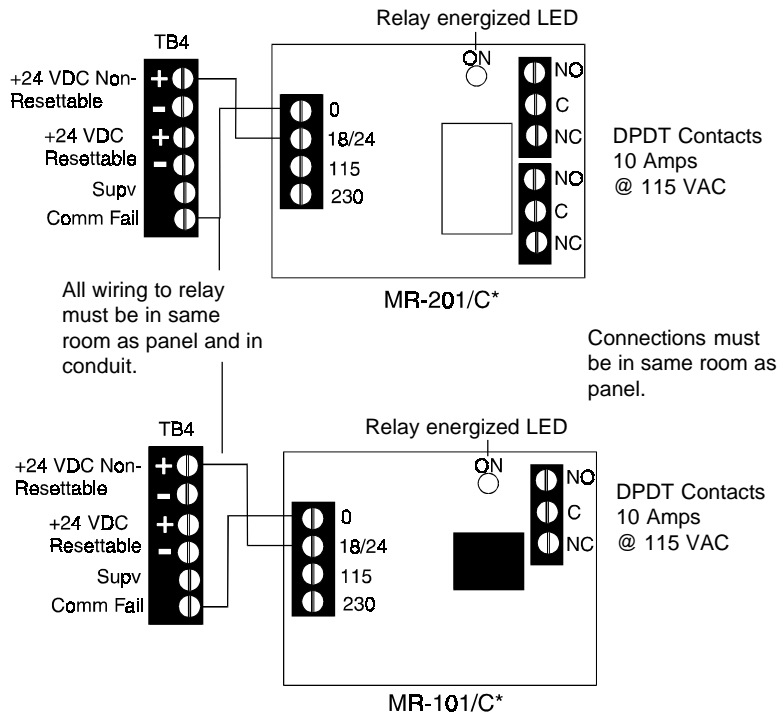 Relay energized LED
TB4
ON
+24 VDC Non-
Resettable
+
-
+24 VDC
Resettable
+
-
Supv
Comm Fail
0
18/24
115
230
NO
C
NC
NO
C
NC
DPDT Contacts
10 Amps
@ 115 VAC
MR-201/C*
All wiring to relay
must be in same
room as panel and in
conduit.
Connections must
be in same room as
panel.
Relay energized LED
TB4
ON
+24 VDC Non-
Resettable
+
-
+24 VDC
Resettable
+
-
Supv
Comm Fail
0
18/24
115
230
NO
C
NC
DPDT Contacts
10 Amps
@ 115 VAC
MR-101/C*